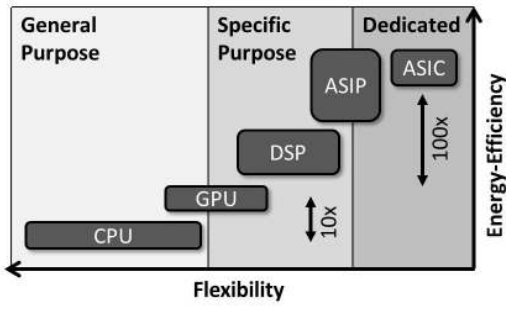 General
Purpose
Specific
Purpose
Dedicated
ASIP
ASIC
DSP
GPU
CPU
10x
100x
Energy-Efficiency
Flexibility